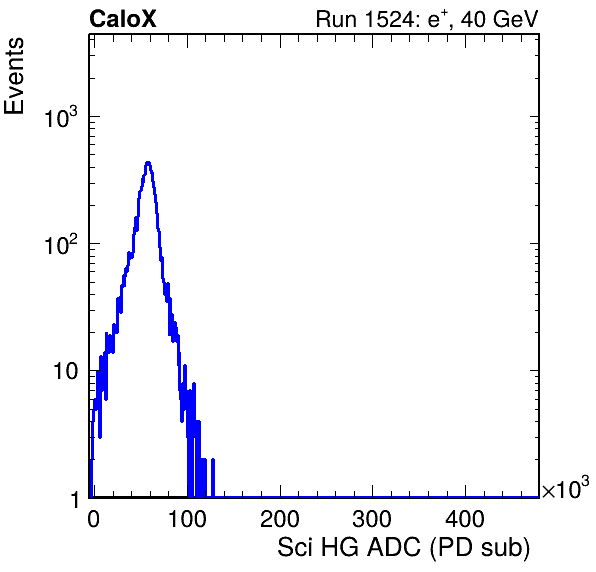 CaloX
Run 1524: e⁺, 40 GeV
Events
10³
10²
10
1
0
100
200
300
400
×10³
Sci HG ADC (PD sub)